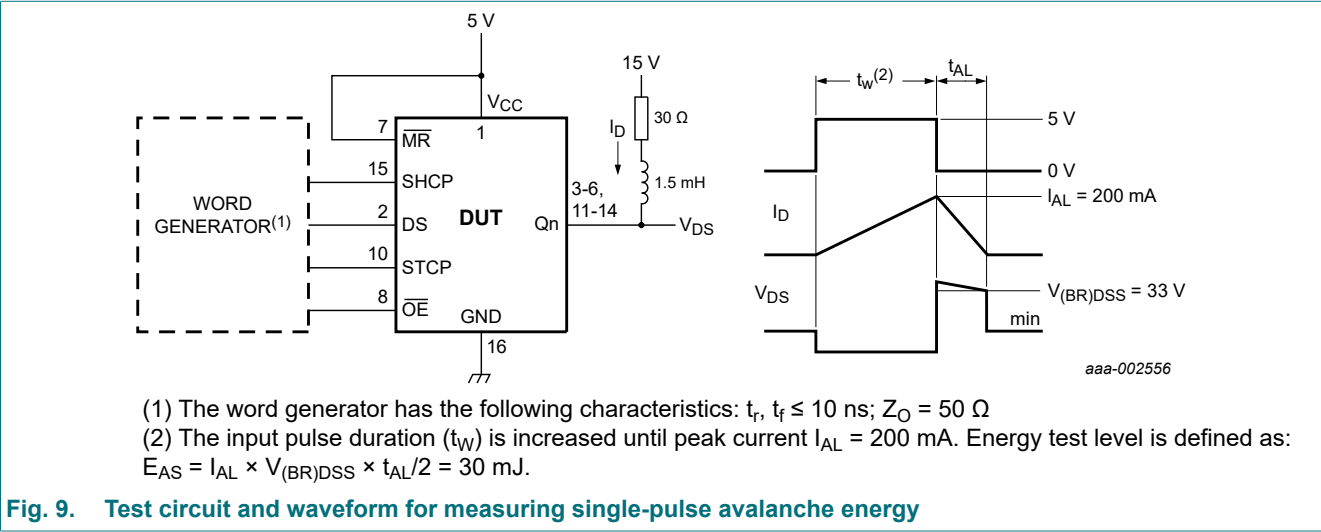 5 V
15 V
VCC
30 Ω
ID
1.5 mH
7
MR
1
15
SHCP
WORD
GENERATOR(1)
2
DS
DUT
Qn
3-6,
11-14
VDS
10
STCP
8
OE
GND
16
tW(2)
tAL
5 V
0 V
IAL = 200 mA
ID
VDS
V(BR)DSS = 33 V
min
aaa-002556
(1) The word generator has the following characteristics: tr, tf ≤ 10 ns; ZO = 50 Ω
(2) The input pulse duration (tW) is increased until peak current IAL = 200 mA. Energy test level is defined as:
EAS = IAL × V(BR)DSS × tAL/2 = 30 mJ.
Fig. 9. Test circuit and waveform for measuring single-pulse avalanche energy